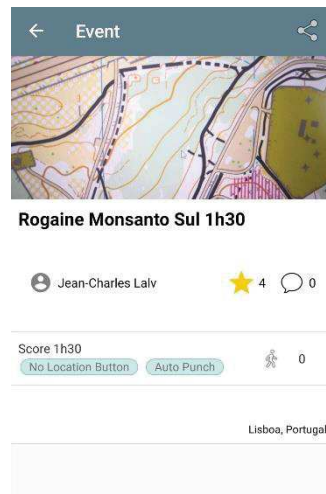 Event
Rogaine Monsanto Sul 1h30
Jean-Charles Lalv 4 0
Score 1h30
No Location Button Auto Punch 0
Lisboa, Portugal